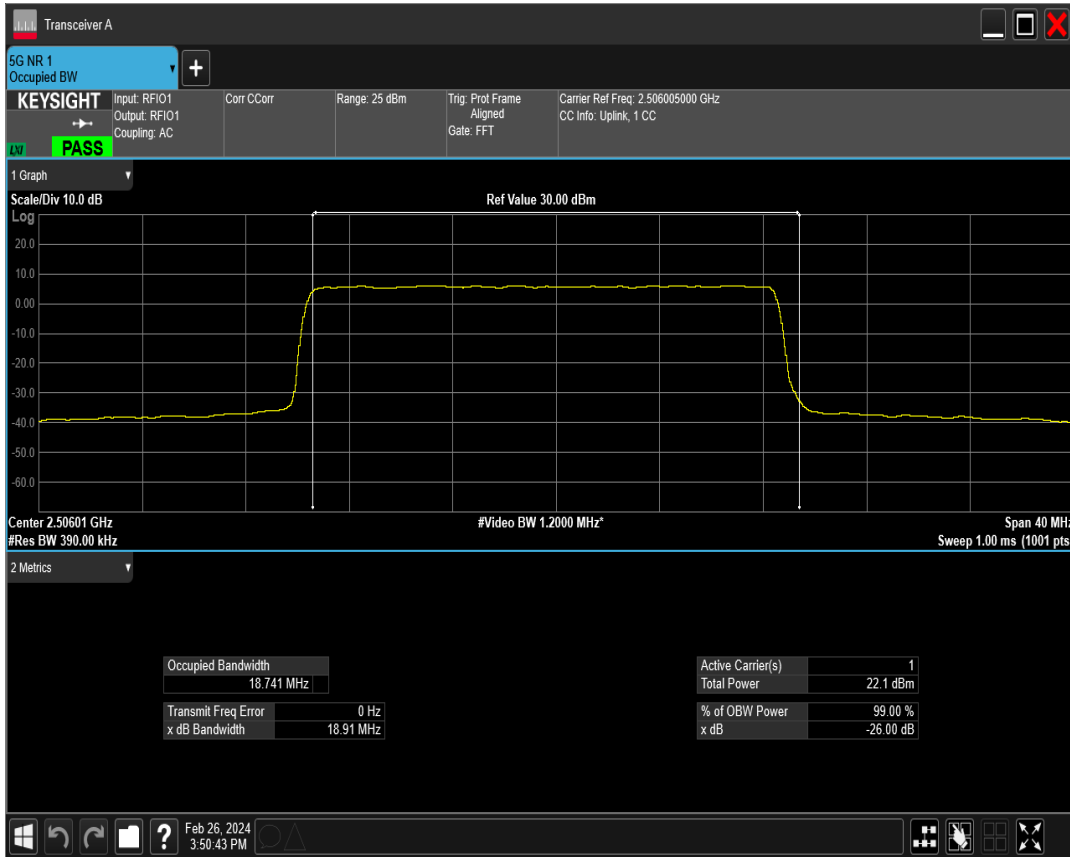 Transceiver A
5G NR 1
Occupied BW
KEYSIGHT
LXI
PASS
Input: RFIO1
Output: RFIO1
Coupling: AC
Corr CCorr
Range: 25 dBm
Trig: Prot Frame
Aligned
Gate: FFT
Carrier Ref Freq: 2.506005000 GHz
CC Info: Uplink, 1 CC
1 Graph
Scale/Div 10.0 dB
Ref Value 30.00 dBm
Log
20.0
10.0
0.00
-10.0
-20.0
-30.0
-40.0
-50.0
-60.0
Center 2.50601 GHz
#Video BW 1.2000 MHz*
Span 40 MHz
#Res BW 390.00 kHz
Sweep 1.00 ms (1001 pts
2 Metrics
Occupied Bandwidth
18.741 MHz
Transmit Freq Error 0 Hz
x dB Bandwidth 18.91 MHz
Active Carrier(s) 1
Total Power 22.1 dBm
% of OBW Power 99.00 %
x dB -26.00 dB
?
Feb 26, 2024
3:50:43 PM